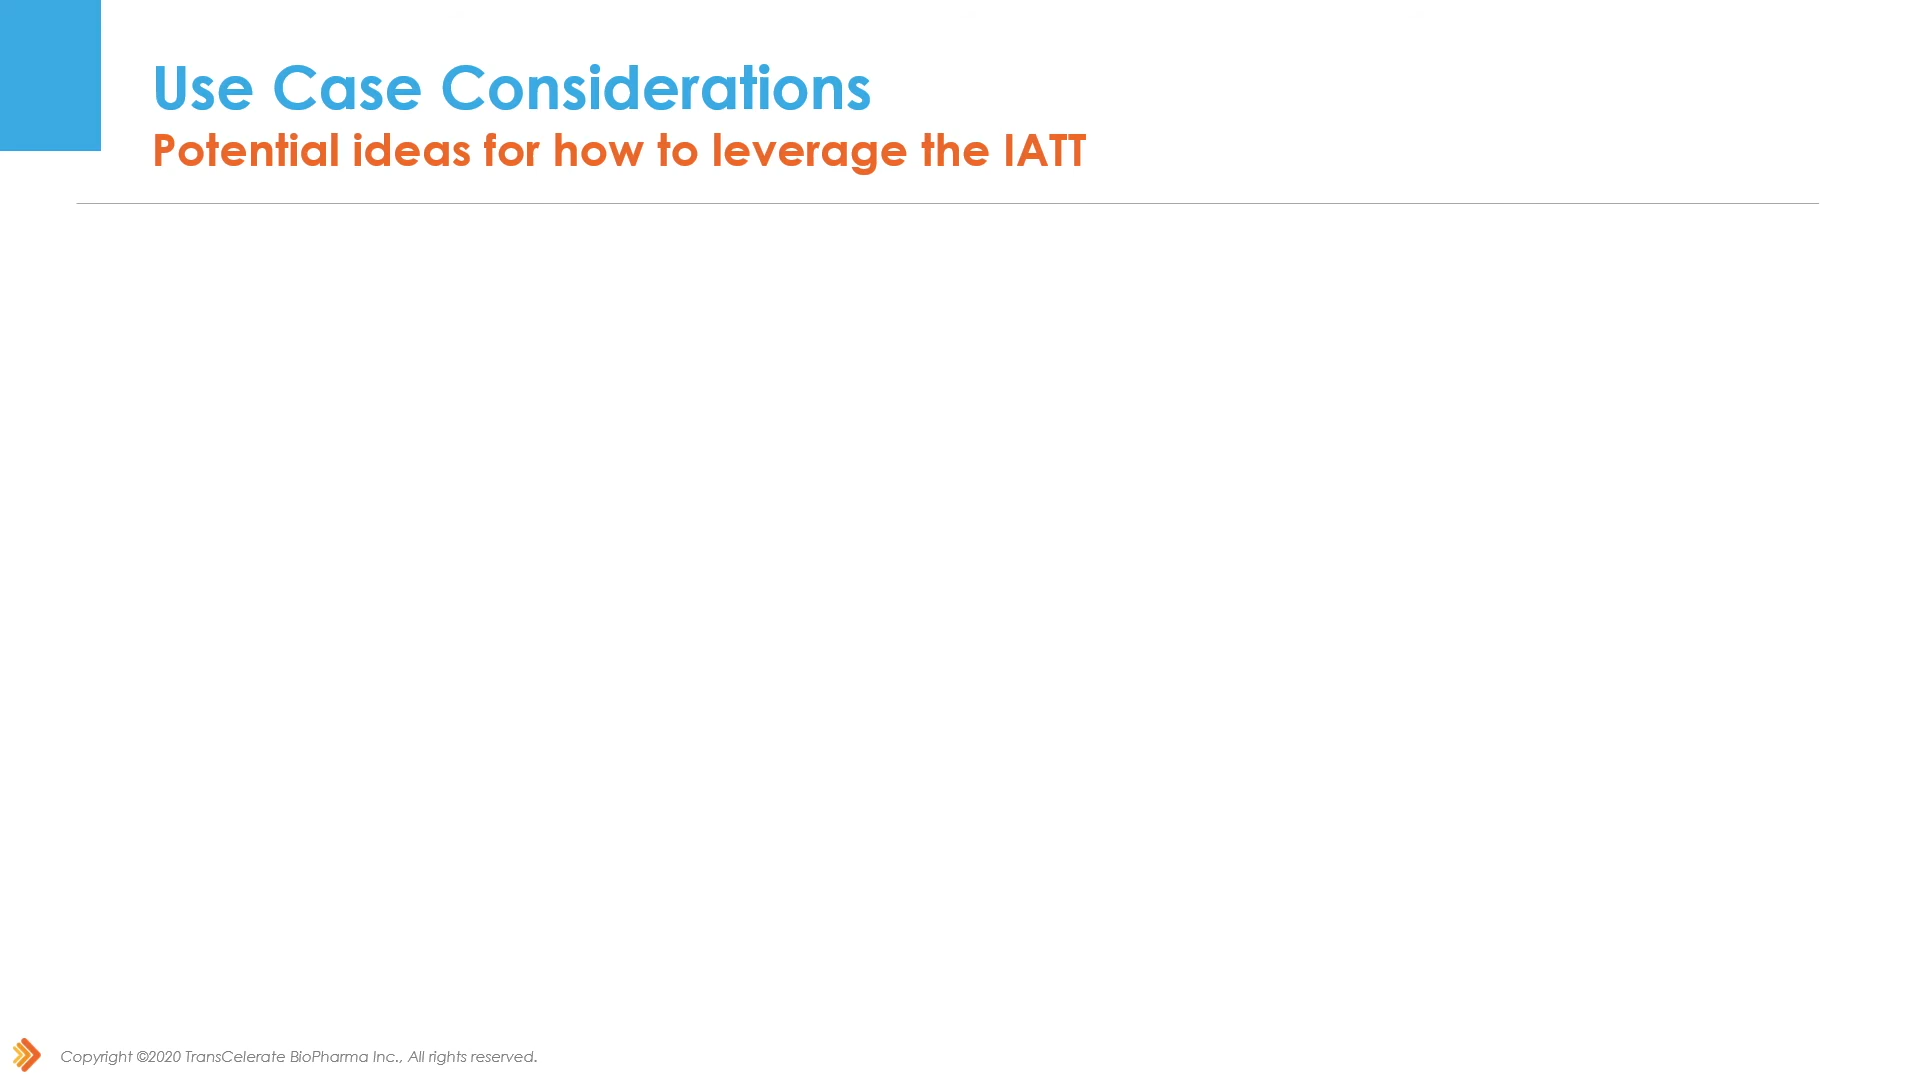 Use Case Considerations
Potential ideas for how to leverage the IATT
Copyright ©2020 TransCelerate BioPharma Inc., All rights reserved.